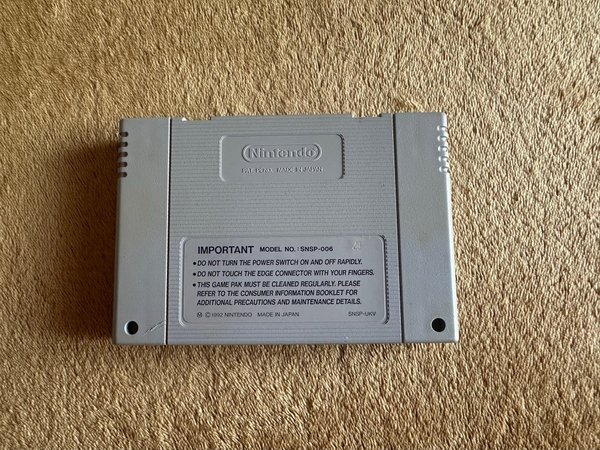 Nintendo
PAT. PEND. MADE IN JAPAN
IMPORTANT MODEL NO. : SNSP-006
• DO NOT TURN THE POWER SWITCH ON AND OFF RAPIDLY.
• DO NOT TOUCH THE EDGE CONNECTOR WITH YOUR FINGERS.
• THIS GAME PAK MUST BE CLEANED REGULARLY. PLEASE
REFER TO THE CONSUMER INFORMATION BOOKLET FOR
ADDITIONAL PRECAUTIONS AND MAINTENANCE DETAILS.
Ⓜ © 1992 NINTENDO MADE IN JAPAN SNSP-UKV